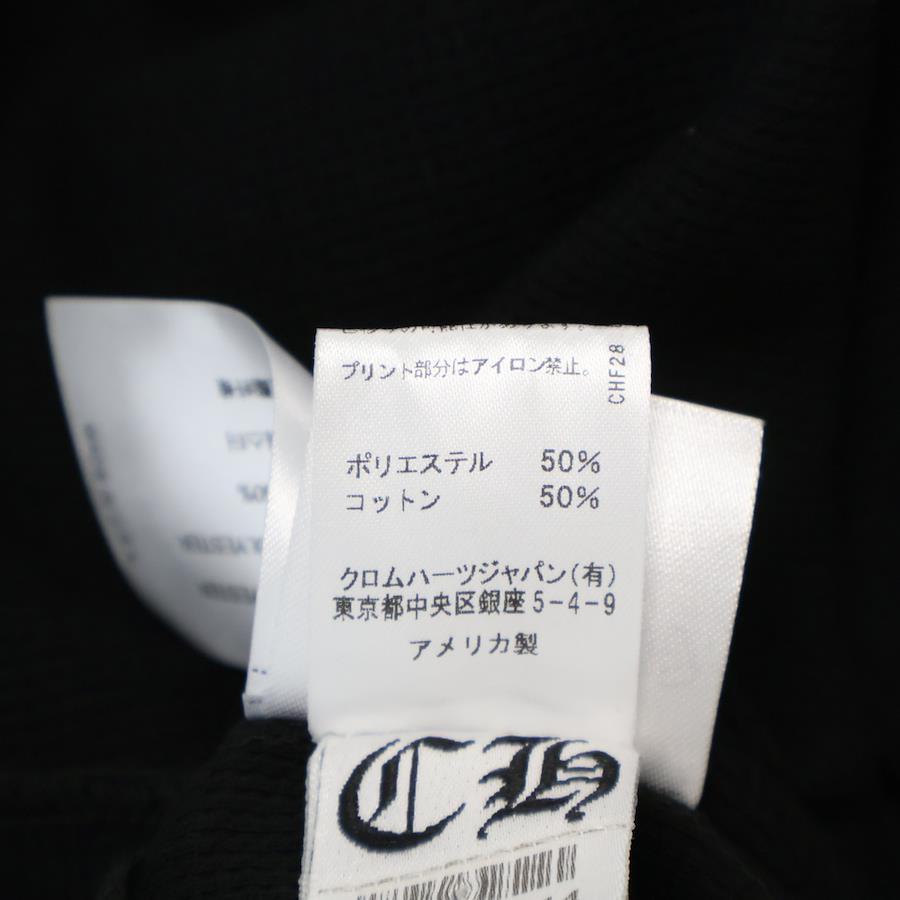 プリント部分はアイロン禁止。
CHF28
ポリエステル 50%
コットン 50%
クロムハーツジャパン(有)
東京都中央区銀座5-4-9
アメリカ製
CH